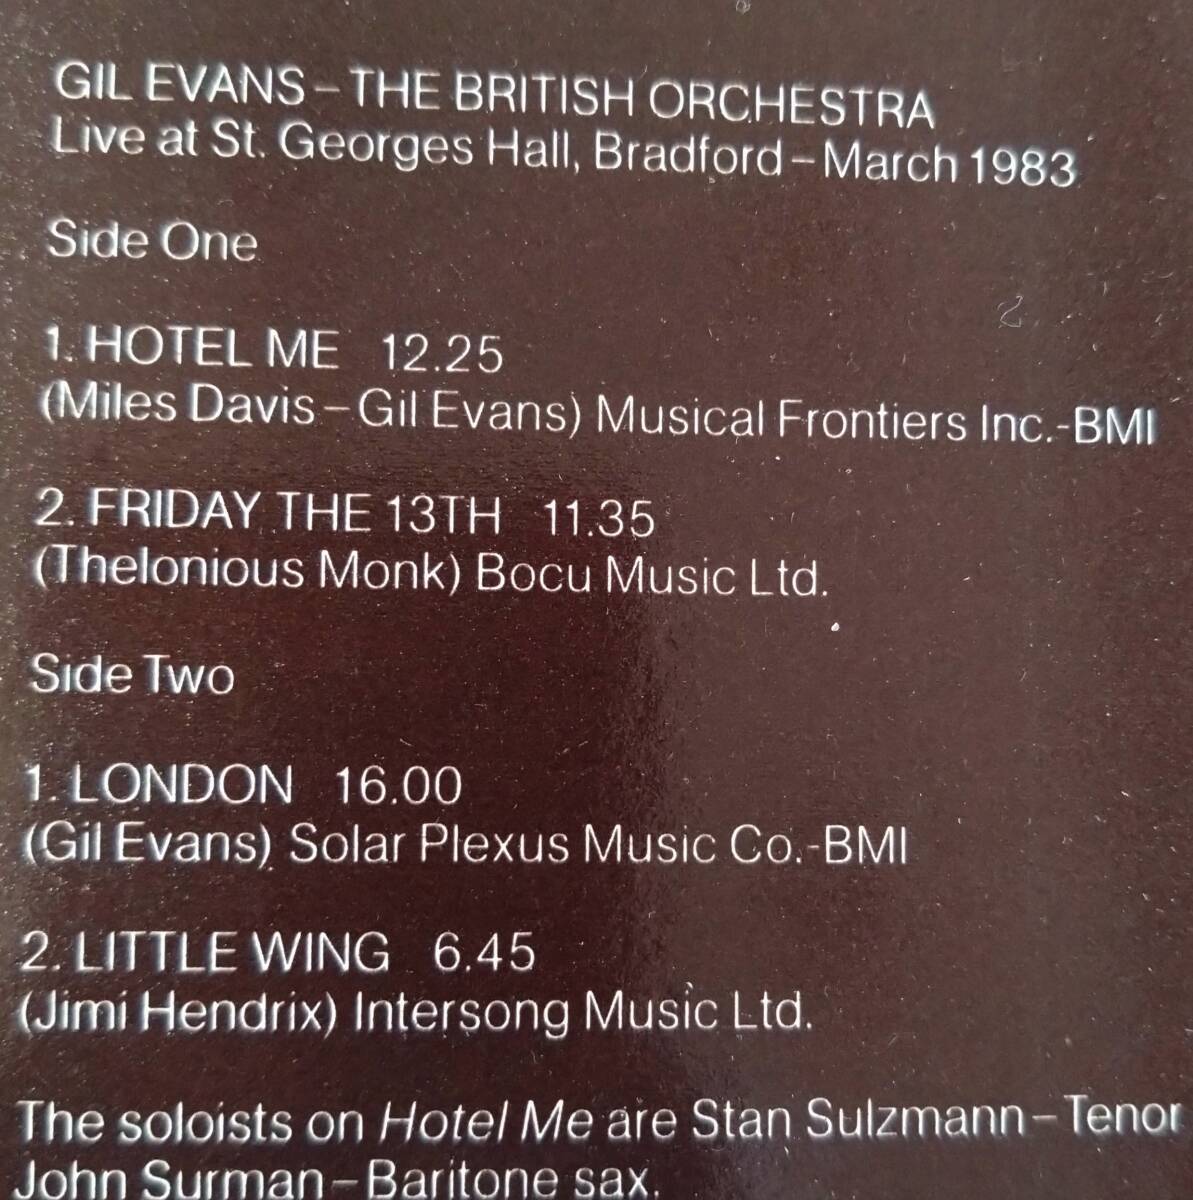 GIL EVANS – THE BRITISH ORCHESTRA
Live at St. Georges Hall, Bradford – March 1983
Side One
1. HOTEL ME 12.25
(Miles Davis – Gil Evans) Musical Frontiers Inc.-BMI
2. FRIDAY THE 13TH 11.35
(Thelonious Monk) Bocu Music Ltd.
Side Two
1. LONDON 16.00
(Gil Evans) Solar Plexus Music Co.-BMI
2. LITTLE WING 6.45
(Jimi Hendrix) Intersong Music Ltd.
The soloists on Hotel Me are Stan Sulzmann – Tenor
John Surman – Baritone sax.